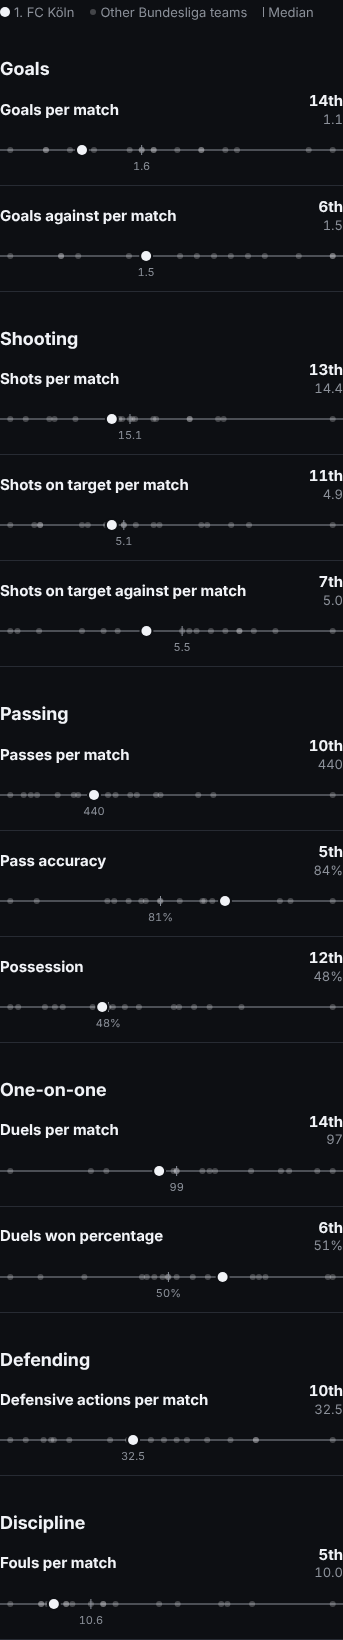 1. FC Köln Other Bundesliga teams Median
Goals
Goals per match 14th
1.1
1.6
Goals against per match 6th
1.5
1.5
Shooting
Shots per match 13th
14.4
15.1
Shots on target per match 11th
4.9
5.1
Shots on target against per match 7th
5.0
5.5
Passing
Passes per match 10th
440
440
Pass accuracy 5th
84%
81%
Possession 12th
48%
48%
One-on-one
Duels per match 14th
97
99
Duels won percentage 6th
51%
50%
Defending
Defensive actions per match 10th
32.5
32.5
Discipline
Fouls per match 5th
10.0
10.6